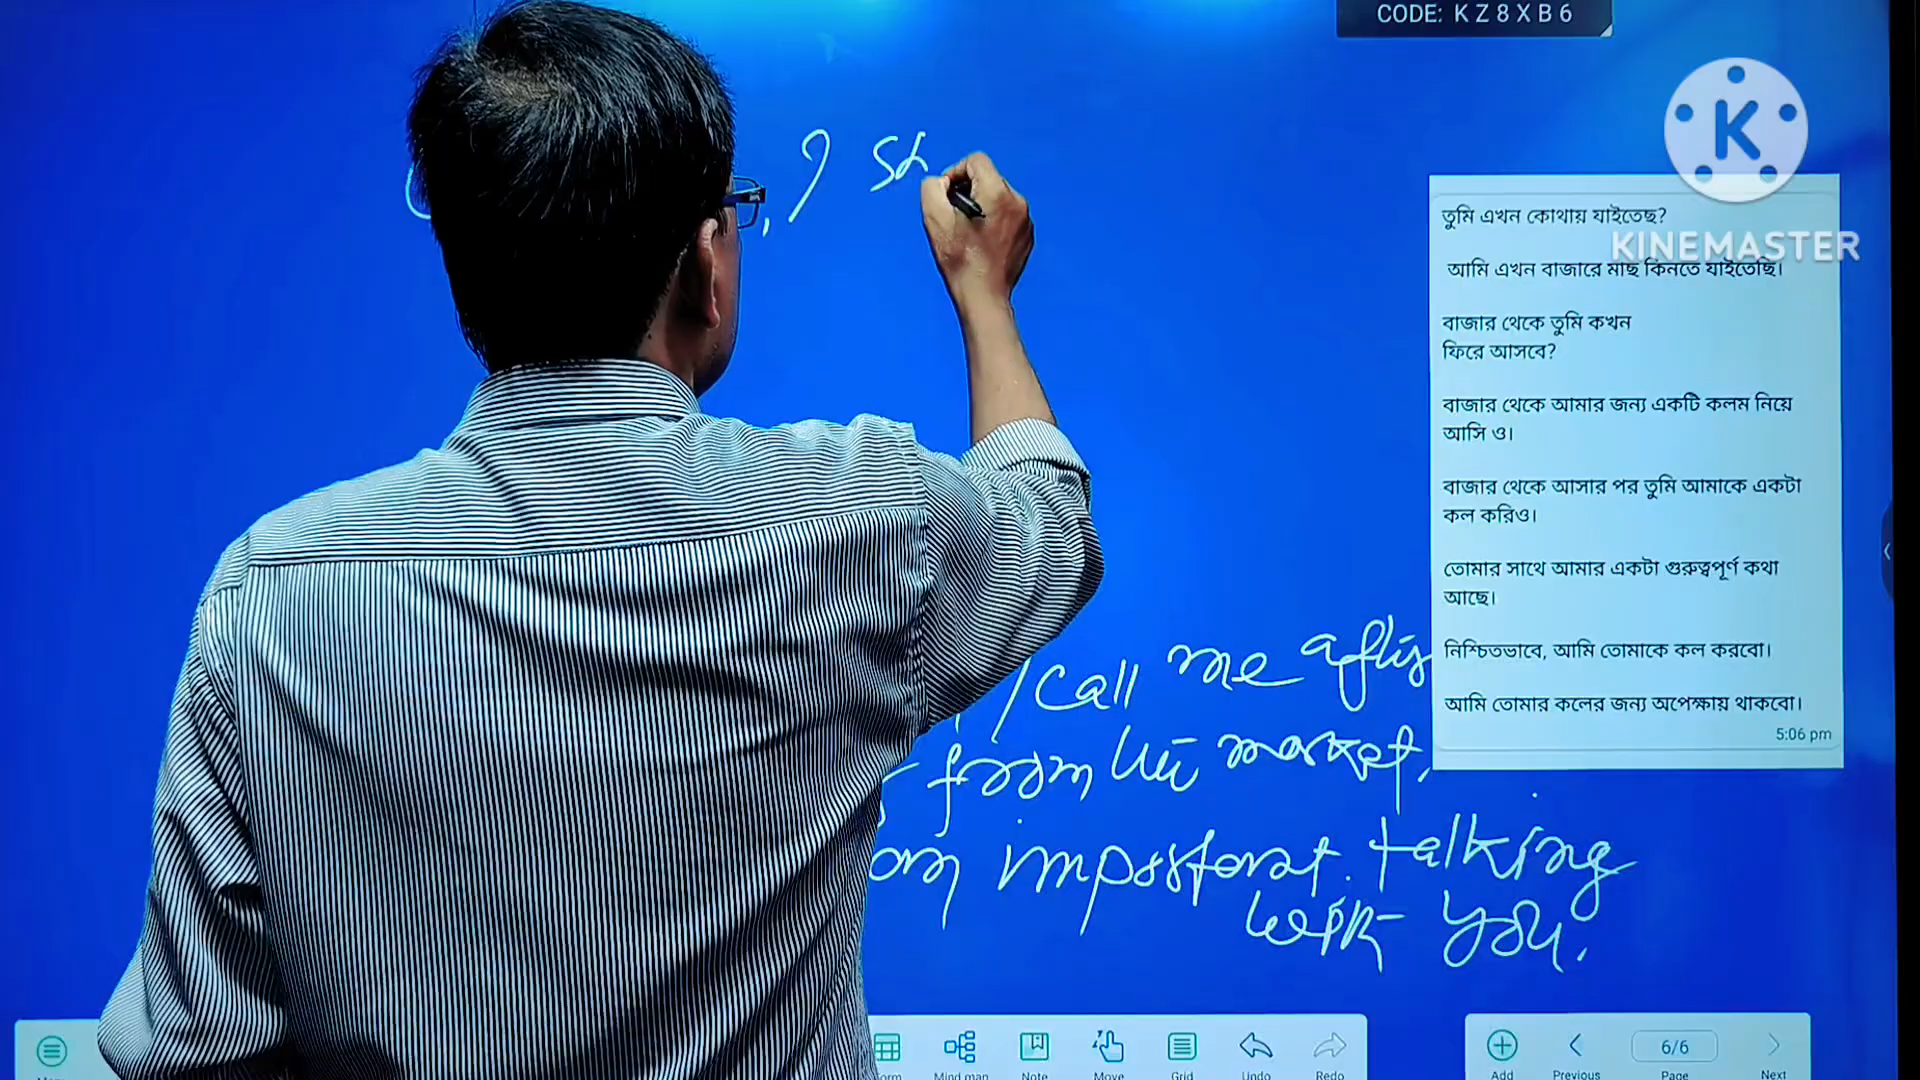 CODE: KZ8XB6
K
KINEMASTER
তুমি এখন কোথায় যাইতেছ?
আমি এখন বাজারে মাছ কিনতে যাইতেছি।
বাজার থেকে তুমি কখন
ফিরে আসবে?
বাজার থেকে আমার জন্য একটি কলম নিয়ে
আসি ও।
বাজার থেকে আসার পর তুমি আমাকে একটা
কল করিও।
তোমার সাথে আমার একটা গুরুত্বপূর্ণ কথা
আছে।
নিশ্চিতভাবে, আমি তোমাকে কল করবো।
আমি তোমার কলের জন্য অপেক্ষায় থাকবো।
5:06 pm
, I
/call me after
from the market.
important talking
with you.
Mind map Note Move Grid Undo Redo
Add Previous 6/6 Page Next